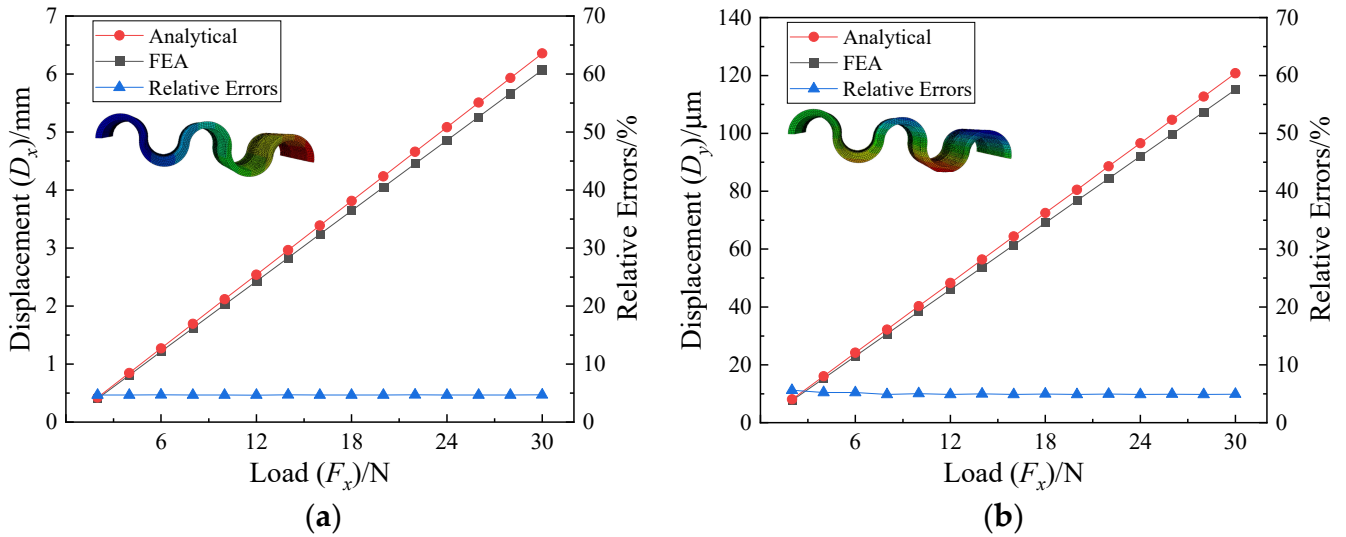 7
6
5
4
3
2
1
0
Displacement (Dx)/mm
Analytical
FEA
Relative Errors
70
60
50
40
30
20
10
0
Relative Errors/%
6 12 18 24 30
Load (Fx)/N
(a)
140
120
100
80
60
40
20
0
Displacement (Dy)/μm
Analytical
FEA
Relative Errors
70
60
50
40
30
20
10
0
Relative Errors/%
6 12 18 24 30
Load (Fx)/N
(b)